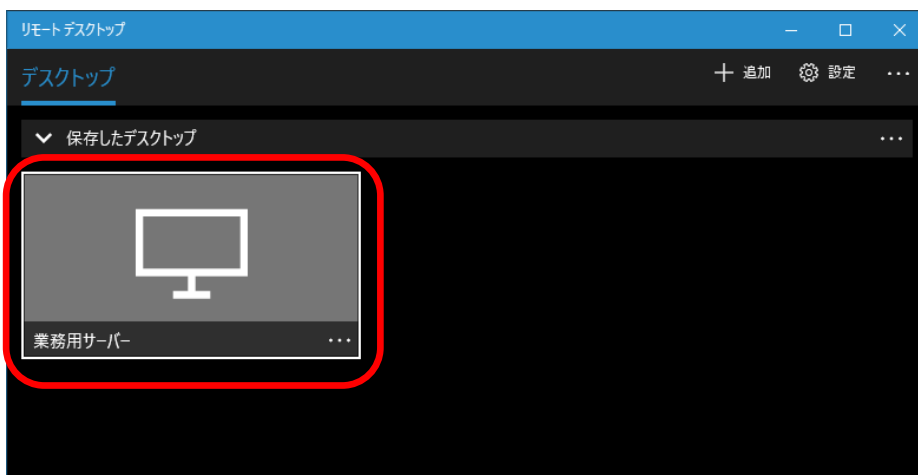 リモート デスクトップ
デスクトップ
追加 設定 ...
保存したデスクトップ ...
業務用サーバー ...